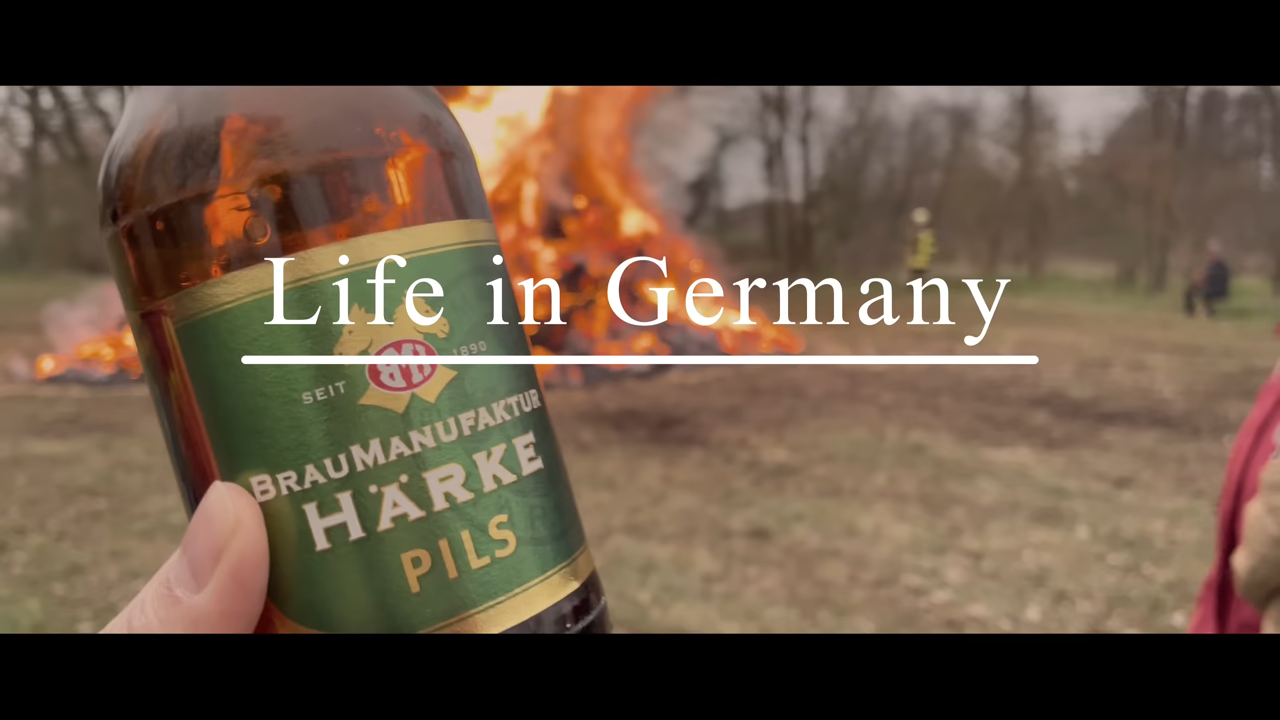 Life in Germany
SEIT 1890
BRAUMANUFAKTUR
HÄRKE
PILS